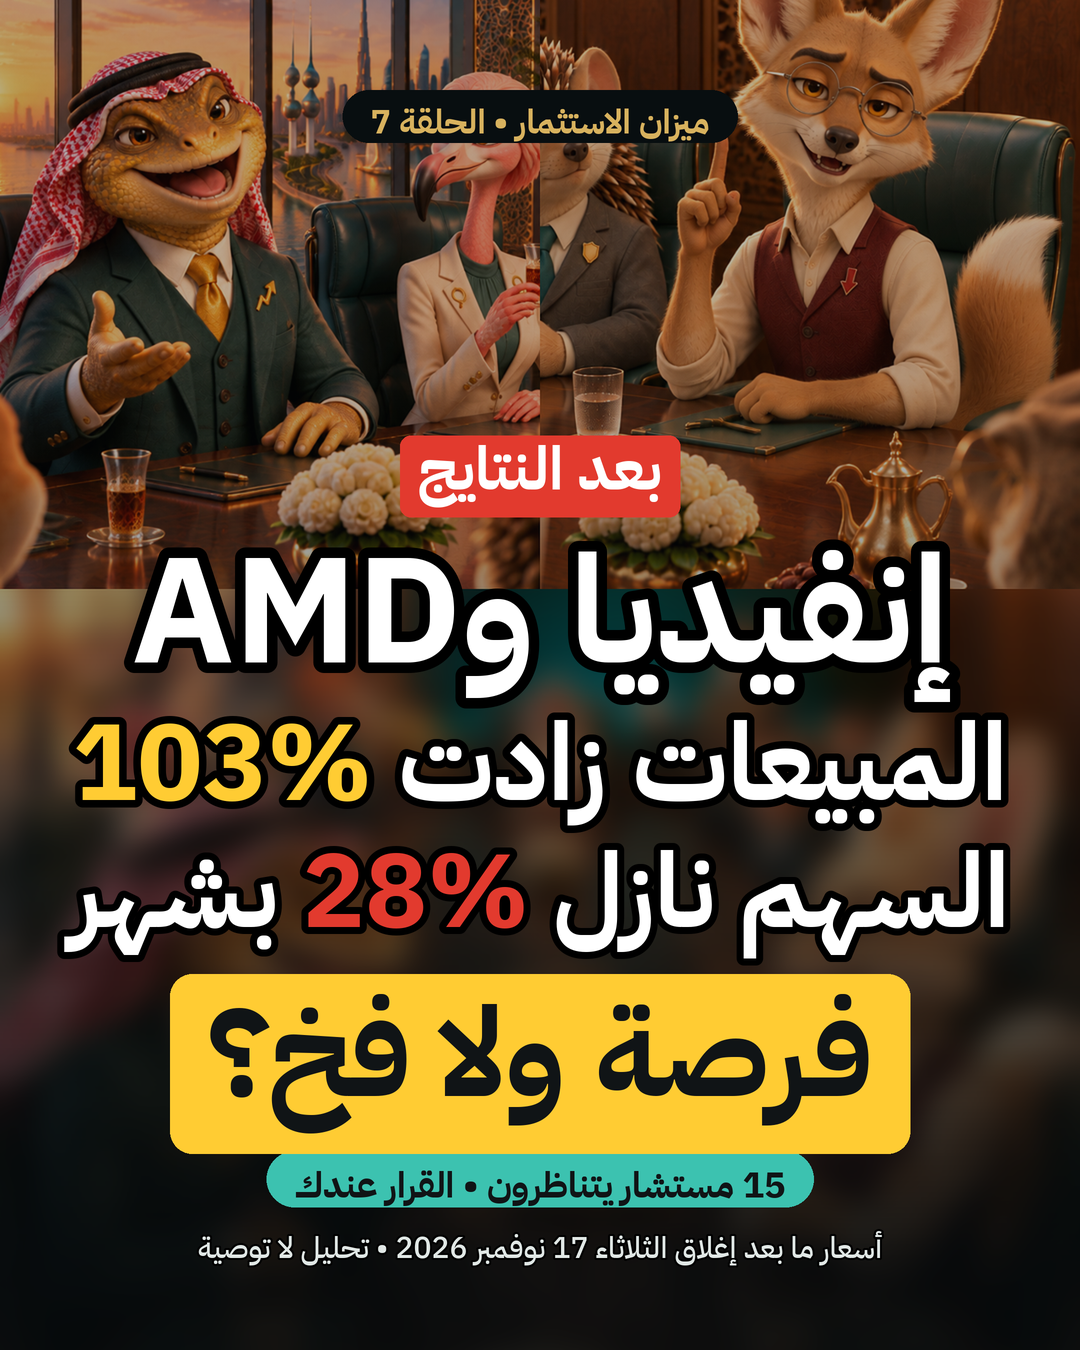 ميزان الاستثمار • الحلقة 7
بعد النتايج
إنفيديا وAMD
المبيعات زادت 103%
السهم نازل 28% بشهر
فرصة ولا فخ؟
15 مستشار يتناظرون • القرار عندك
أسعار ما بعد إغلاق الثلاثاء 17 نوفمبر 2026 • تحليل لا توصية